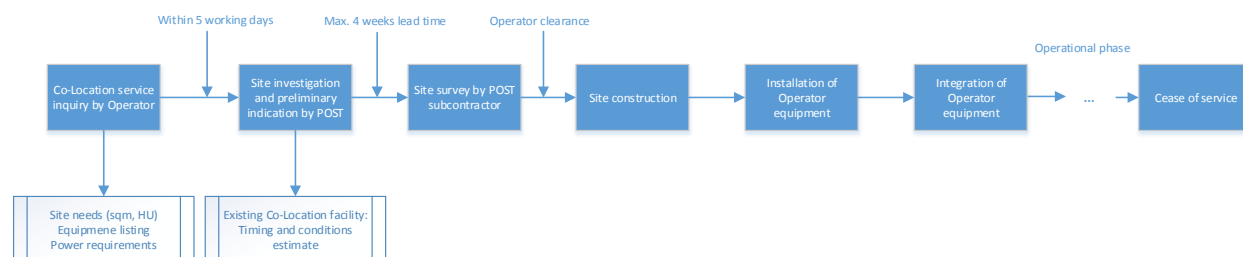 Within 5 working days
Max. 4 weeks lead time
Operator clearance
Operational phase
Co-Location service
inquiry by Operator
Site investigation
and preliminary
indication by POST
Site survey by POST
subcontractor
Site construction
Installation of
Operator
equipment
Integration of
Operator
equipment
...
Cease of service
Site needs (sqm, HU)
Equipmene listing
Power requirements
Existing Co-Location facility:
Timing and conditions
estimate